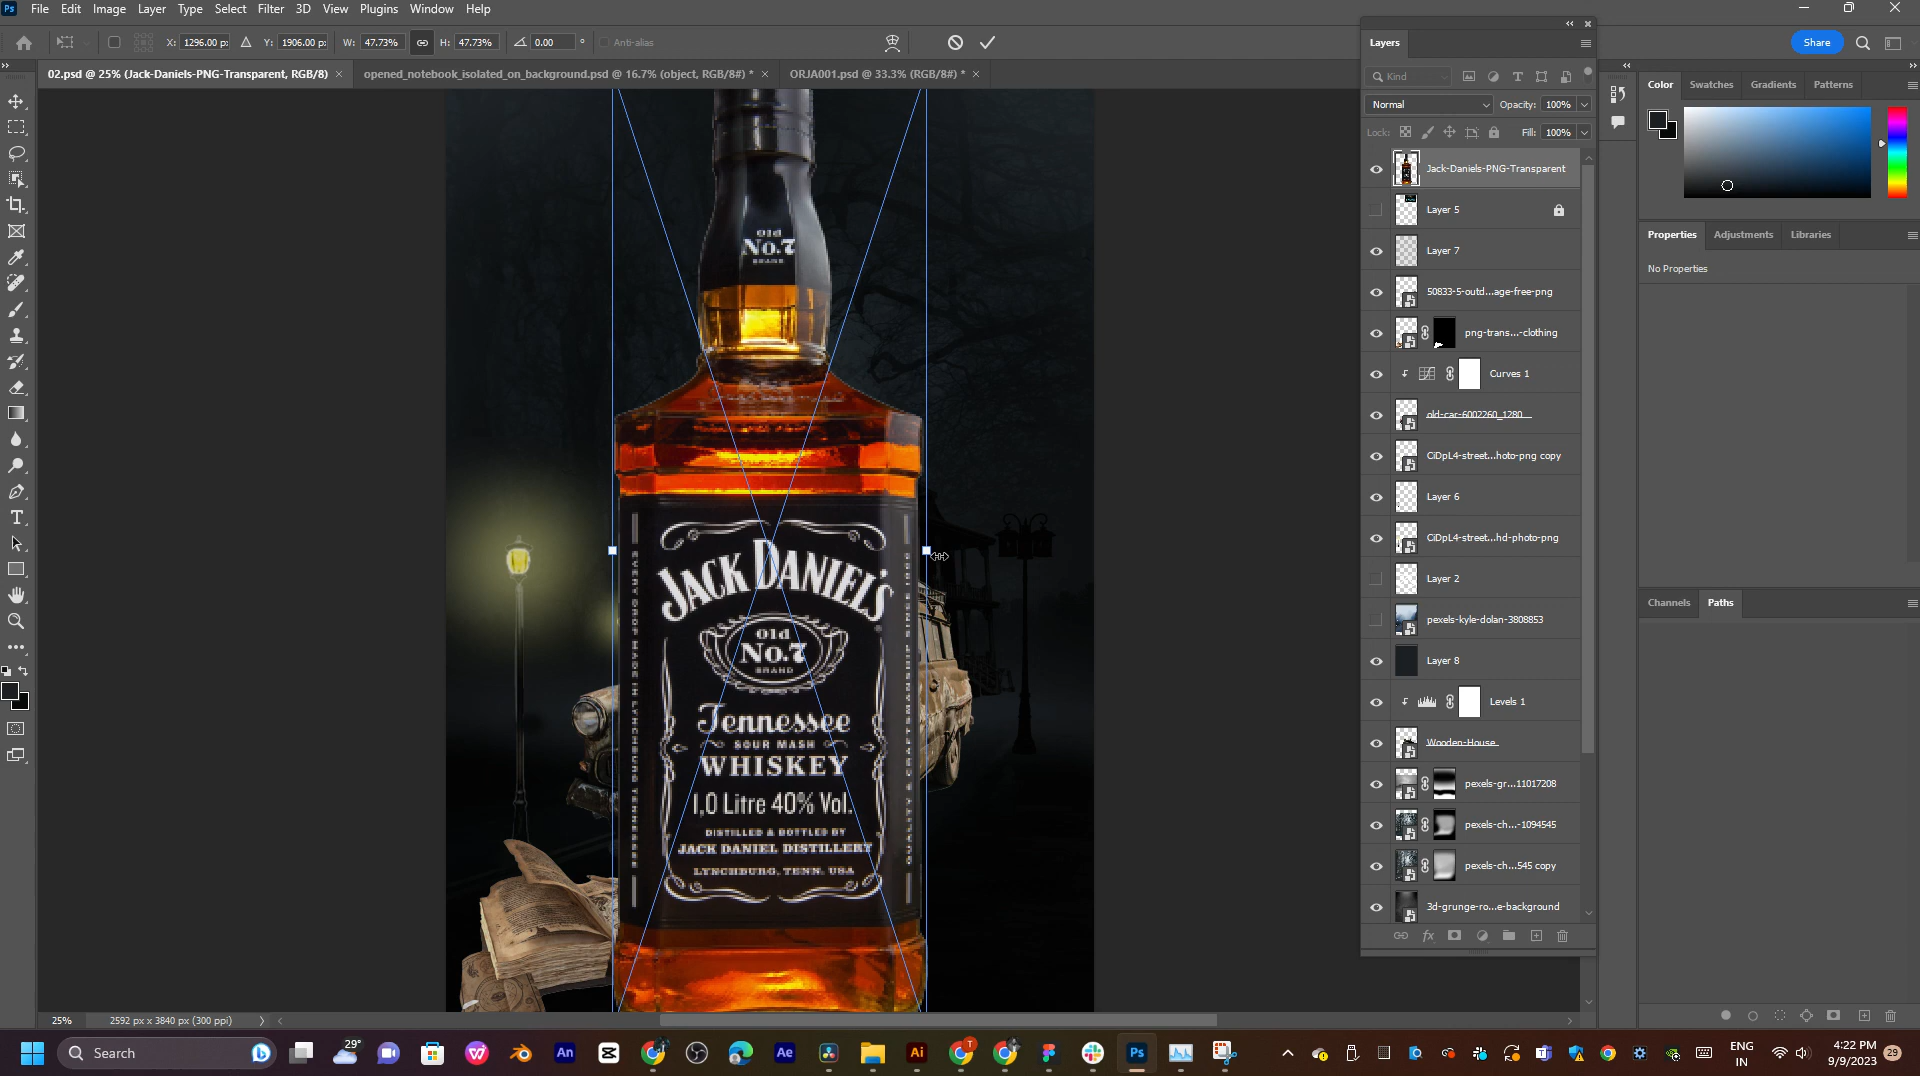 File Edit Image Layer Type Select Filter 3D View Plugins Window Help
X: 1296.00 px Y: 1906.00 px W: 47.73% H: 47.73% 0.00 ° Anti-alias
Share
02.psd @ 25% (Jack-Daniels-PNG-Transparent, RGB/8) × opened_notebook_isolated_on_background.psd @ 16.7% (object, RGB/8#) * × ORJA001.psd @ 33.3% (RGB/8#) * ×
Old
No.7
BRAND
JACK DANIEL'S
Old
No.7
BRAND
Tennessee
SOUR MASH
WHISKEY
1,0 Litre 40% Vol.
DISTILLED & BOTTLED BY
JACK DANIEL DISTILLERY
LYNCHBURG, TENN. USA
Layers
Kind
Normal Opacity: 100%
Lock: Fill: 100%
Jack-Daniels-PNG-Transparent
Layer 5
Layer 7
50833-5-outd...age-free-png
png-trans...-clothing
Curves 1
old-car-6002260_1280
CiDpL4-street...hoto-png copy
Layer 6
CiDpL4-street...hd-photo-png
Layer 2
pexels-kyle-dolan-3808853
Layer 8
Levels 1
Wooden-House
pexels-gr...11017208
pexels-ch...-1094545
pexels-ch...545 copy
3d-grunge-ro...e-background
fx
Color Swatches Gradients Patterns
Properties Adjustments Libraries
No Properties
Channels Paths
25% 2592 px x 3840 px (300 ppi)
Search
29°
An
Ae
Ai
T
Ps
ENG
IN
4:22 PM
9/9/2023
29